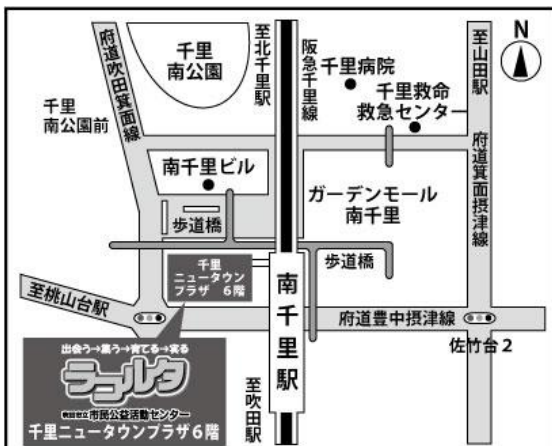 府道吹田箕面線
千里
南公園
至北千里駅
阪急千里線
千里病院
千里救命
救急センター
至山田駅
N
千里
南公園前
府道箕面摂津線
南千里ビル
ガーデンモール
南千里
歩道橋
歩道橋
千里
ニュータウン
プラザ 6階
南千里駅
至桃山台駅
府道豊中摂津線
佐竹台2
出会う→集う→育てる→実る
ラコルタ
吹田市立市民公益活動センター
千里ニュータウンプラザ6階
至吹田駅